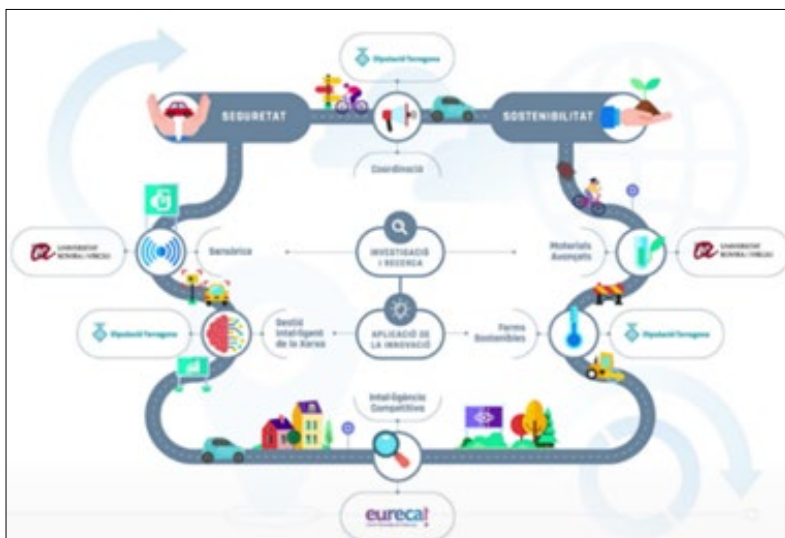 Diputació Tarragona
SEGURETAT
SOSTENIBILITAT
Coordinació
UNIVERSITAT
ROVIRA i VIRGILI
Sensòrica
INVESTIGACIÓ
I RECERCA
Materials
Avançats
UNIVERSITAT
ROVIRA i VIRGILI
Diputació Tarragona
Gestió
Intel·ligent
de la Xarxa
APLICACIÓ DE
LA INNOVACIÓ
Ferms
Sostenibles
Diputació Tarragona
Intel·ligència
Competitiva
eurecat